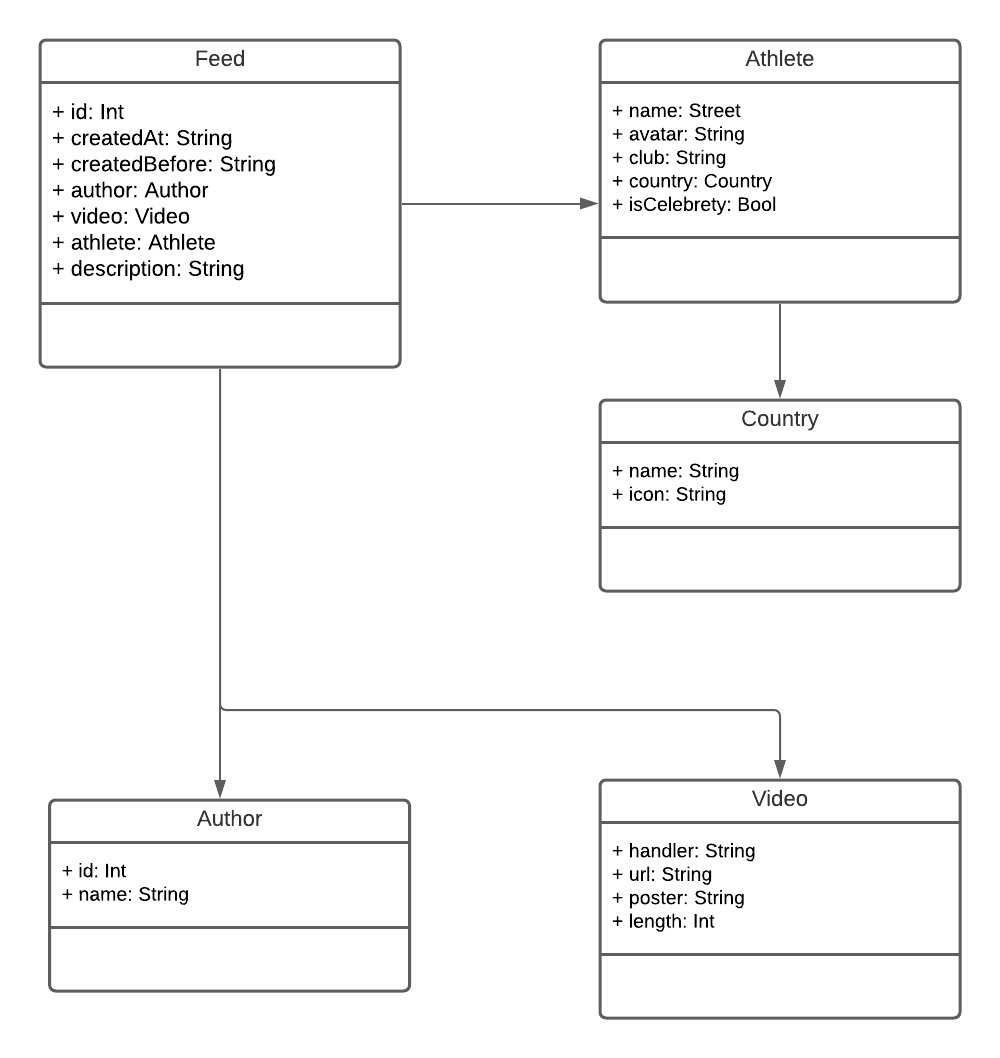 Feed
+ id: Int
+ createdAt: String
+ createdBefore: String
+ author: Author
+ video: Video
+ athlete: Athlete
+ description: String
Athlete
+ name: Street
+ avatar: String
+ club: String
+ country: Country
+ isCelebrety: Bool
Country
+ name: String
+ icon: String
Author
+ id: Int
+ name: String
Video
+ handler: String
+ url: String
+ poster: String
+ length: Int